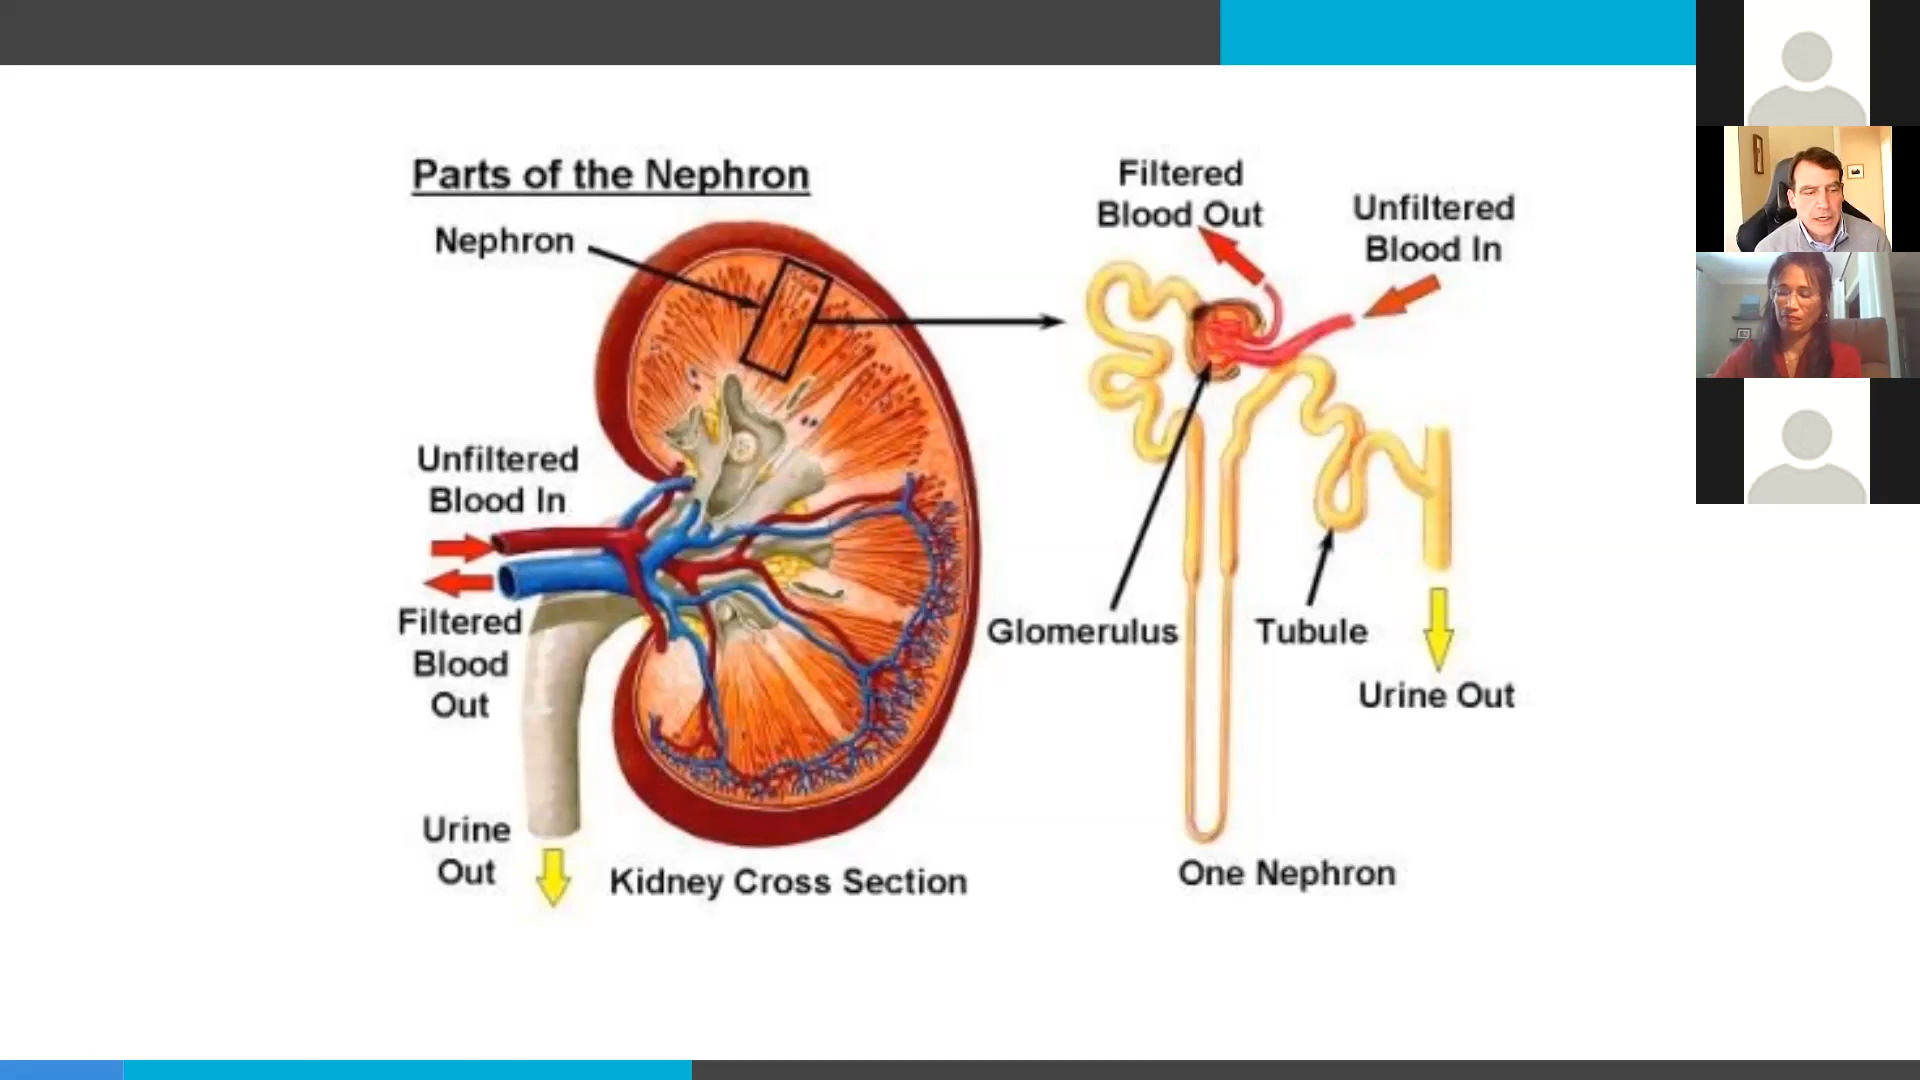 Parts of the Nephron
Nephron
Unfiltered
Blood In
Filtered
Blood
Out
Urine
Out
Kidney Cross Section
Filtered
Blood Out
Unfiltered
Blood In
Glomerulus
Tubule
Urine Out
One Nephron